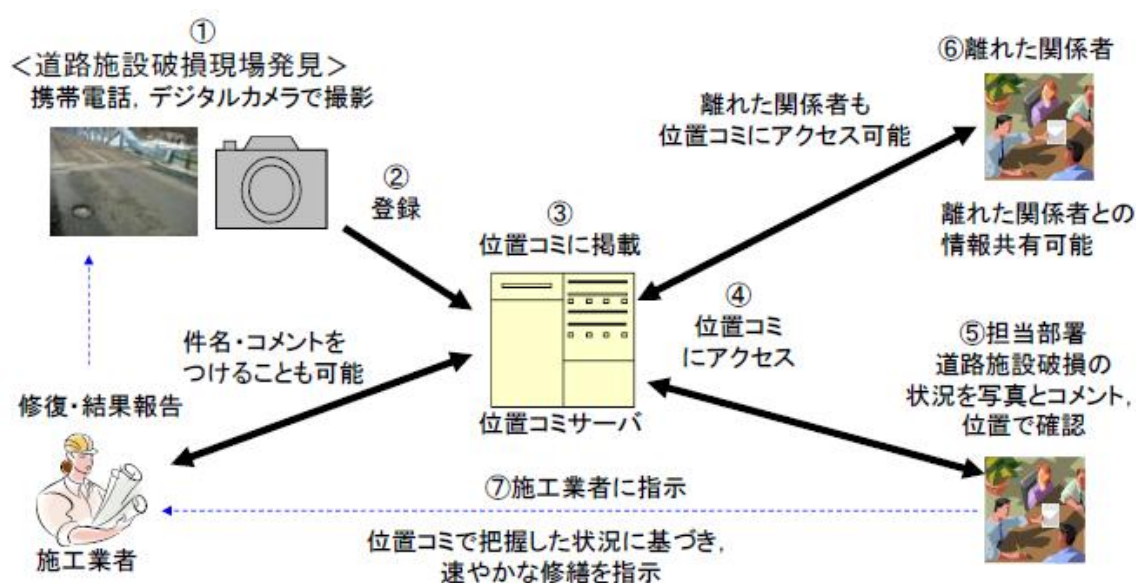 ①
＜道路施設破損現場発見＞
携帯電話，デジタルカメラで撮影
②
登録
③
位置コミに掲載
位置コミサーバ
離れた関係者も
位置コミにアクセス可能
⑥離れた関係者
離れた関係者との
情報共有可能
④
位置コミ
にアクセス
⑤担当部署
道路施設破損の
状況を写真とコメント，
位置で確認
件名・コメントを
つけることも可能
修復・結果報告
施工業者
⑦施工業者に指示
位置コミで把握した状況に基づき，
速やかな修繕を指示